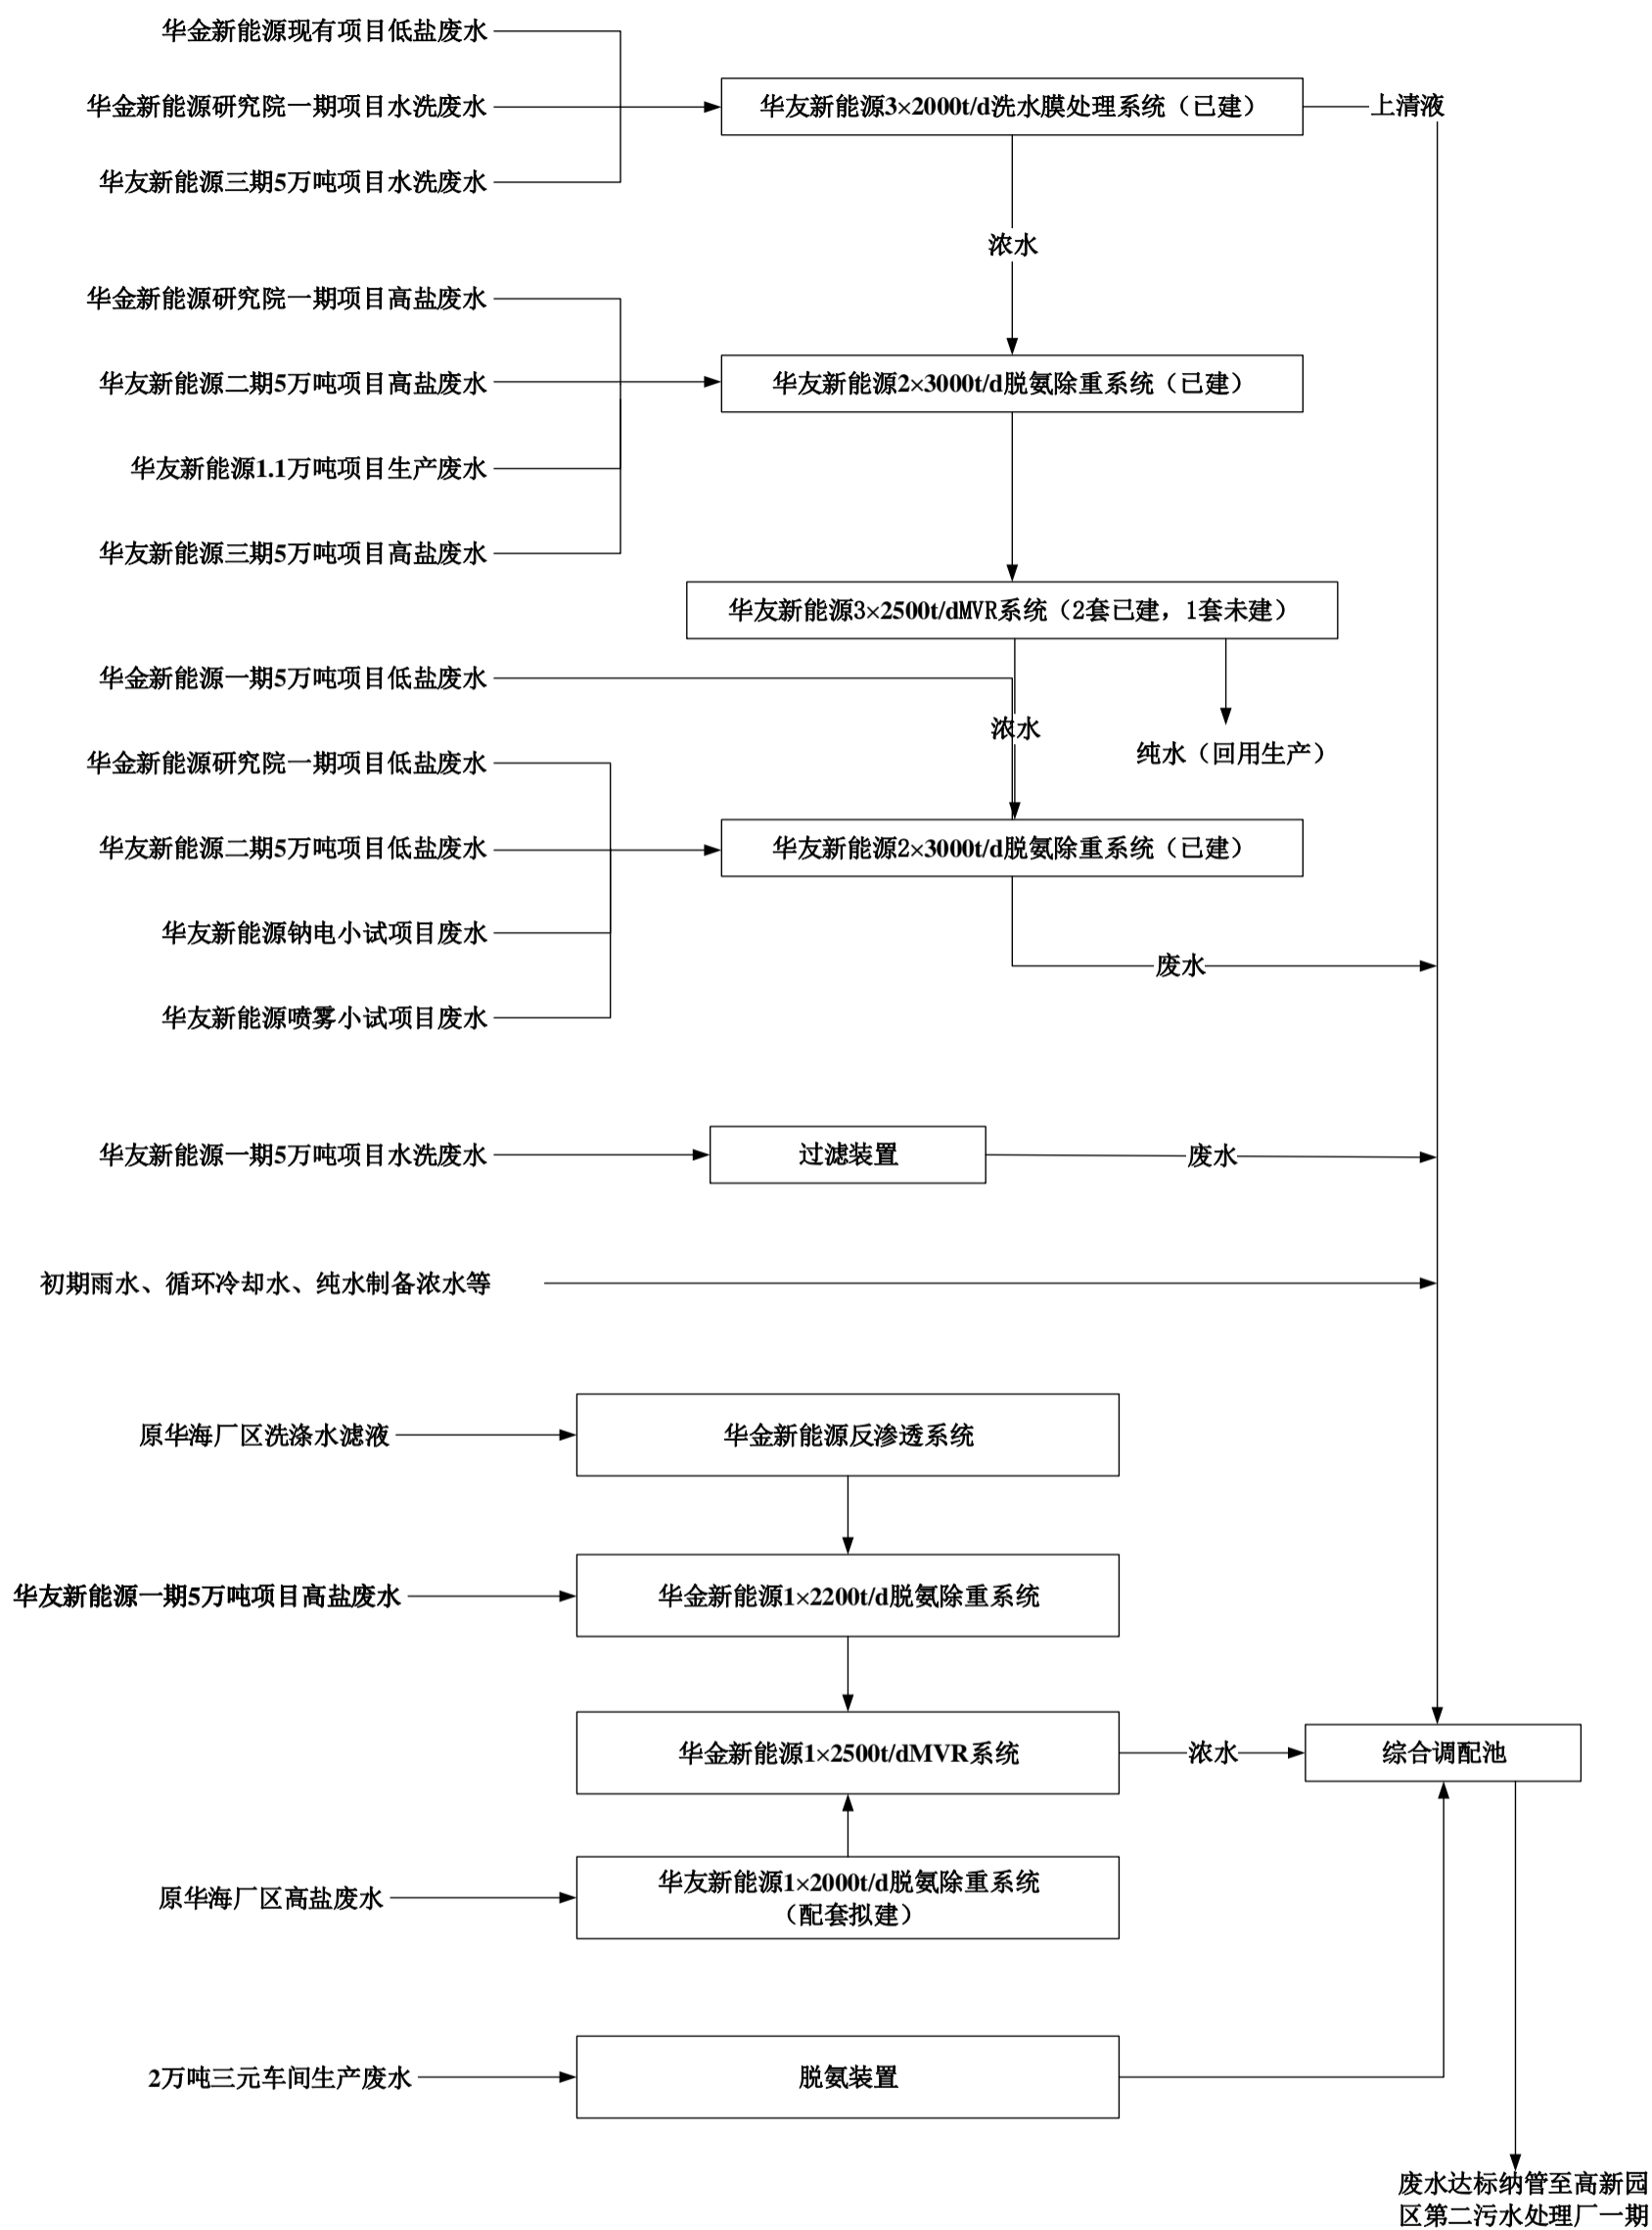 华金新能源现有项目低盐废水
华金新能源研究院一期项目水洗废水
华友新能源3×2000t/d洗水膜处理系统（已建）
上清液
华友新能源三期5万吨项目水洗废水
浓水
华金新能源研究院一期项目高盐废水
华友新能源二期5万吨项目高盐废水
华友新能源2×3000t/d脱氨除重系统（已建）
华友新能源1.1万吨项目生产废水
华友新能源三期5万吨项目高盐废水
华友新能源3×2500t/dMVR系统（2套已建，1套未建）
华金新能源一期5万吨项目低盐废水
浓水
纯水（回用生产）
华金新能源研究院一期项目低盐废水
华友新能源二期5万吨项目低盐废水
华友新能源2×3000t/d脱氨除重系统（已建）
华友新能源钠电小试项目废水
废水
华友新能源喷雾小试项目废水
华友新能源一期5万吨项目水洗废水
过滤装置
废水
初期雨水、循环冷却水、纯水制备浓水等
原华海厂区洗涤水滤液
华金新能源反渗透系统
华友新能源一期5万吨项目高盐废水
华金新能源1×2200t/d脱氨除重系统
华金新能源1×2500t/dMVR系统
浓水
综合调配池
原华海厂区高盐废水
华友新能源1×2000t/d脱氨除重系统
（配套拟建）
2万吨三元车间生产废水
脱氨装置
废水达标纳管至高新园
区第二污水处理厂一期